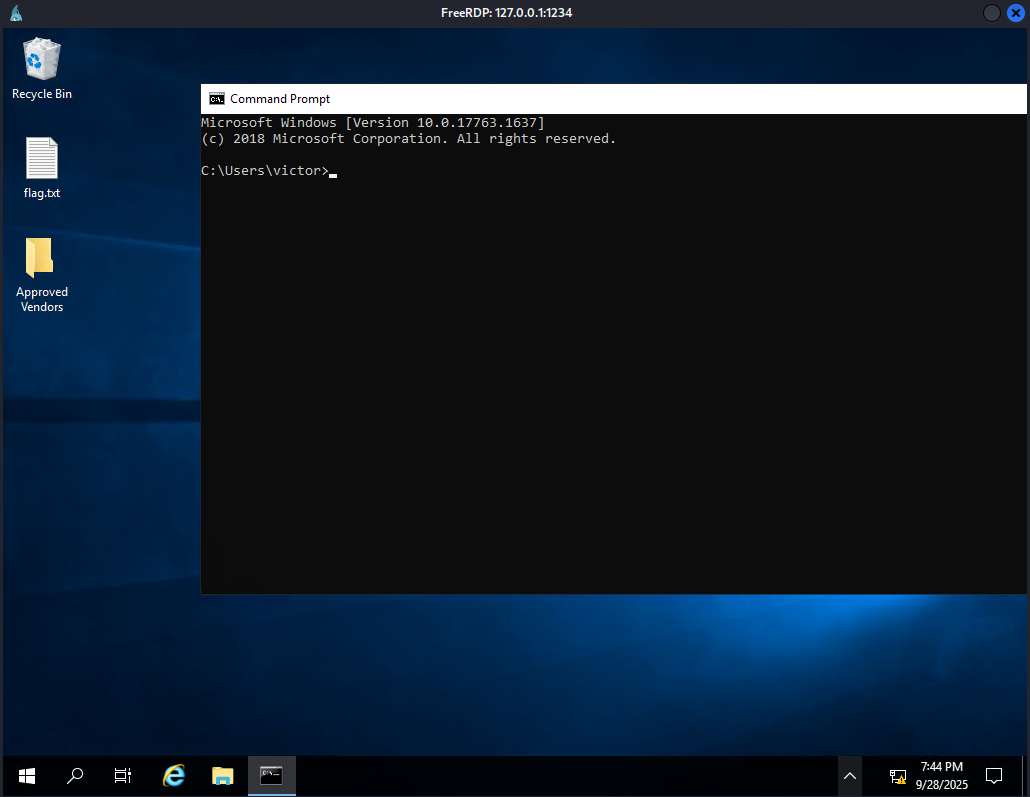 FreeRDP: 127.0.0.1:1234
Recycle Bin
flag.txt
Approved
Vendors
Command Prompt
Microsoft Windows [Version 10.0.17763.1637]
(c) 2018 Microsoft Corporation. All rights reserved.
C:\Users\victor>
7:44 PM
9/28/2025